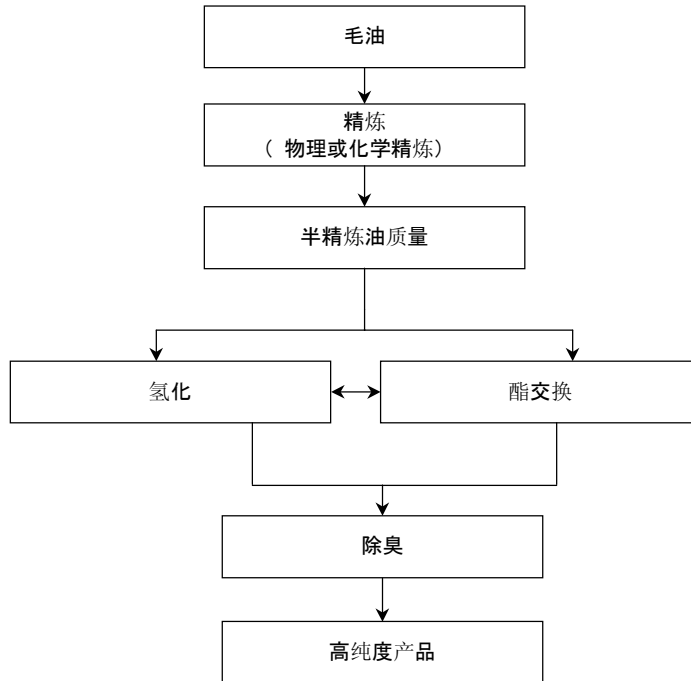 毛油
精炼
( 物理或化学精炼)
半精炼油质量
氢化
酯交换
除臭
高纯度产品